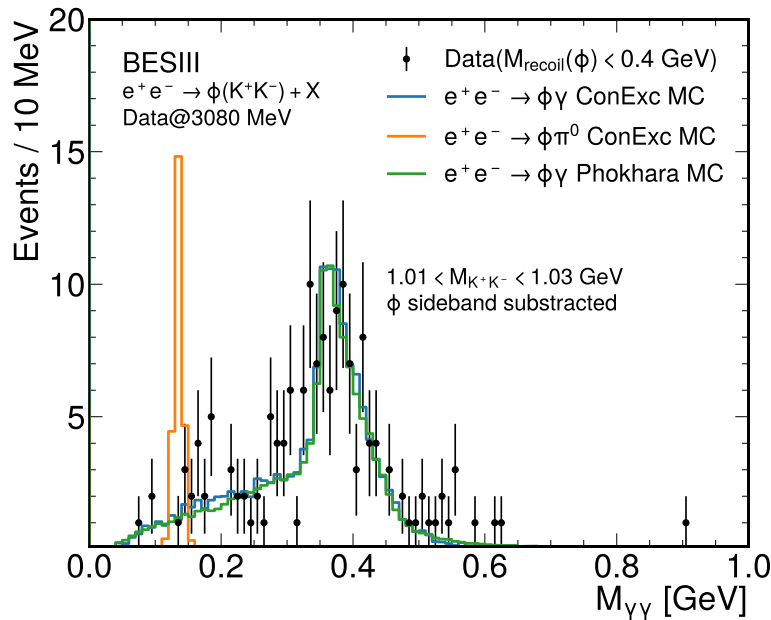 20
15
10
5
Events / 10 MeV
BESIII
e⁺e⁻ → ϕ(K⁺K⁻) + X
Data@3080 MeV
Data(M_recoil(ϕ) < 0.4 GeV)
e⁺e⁻ → ϕγ ConExc MC
e⁺e⁻ → ϕπ⁰ ConExc MC
e⁺e⁻ → ϕγ Phokhara MC
1.01 < M_K⁺K⁻ < 1.03 GeV
ϕ sideband substracted
0.0 0.2 0.4 0.6 0.8 1.0
M_γγ [GeV]